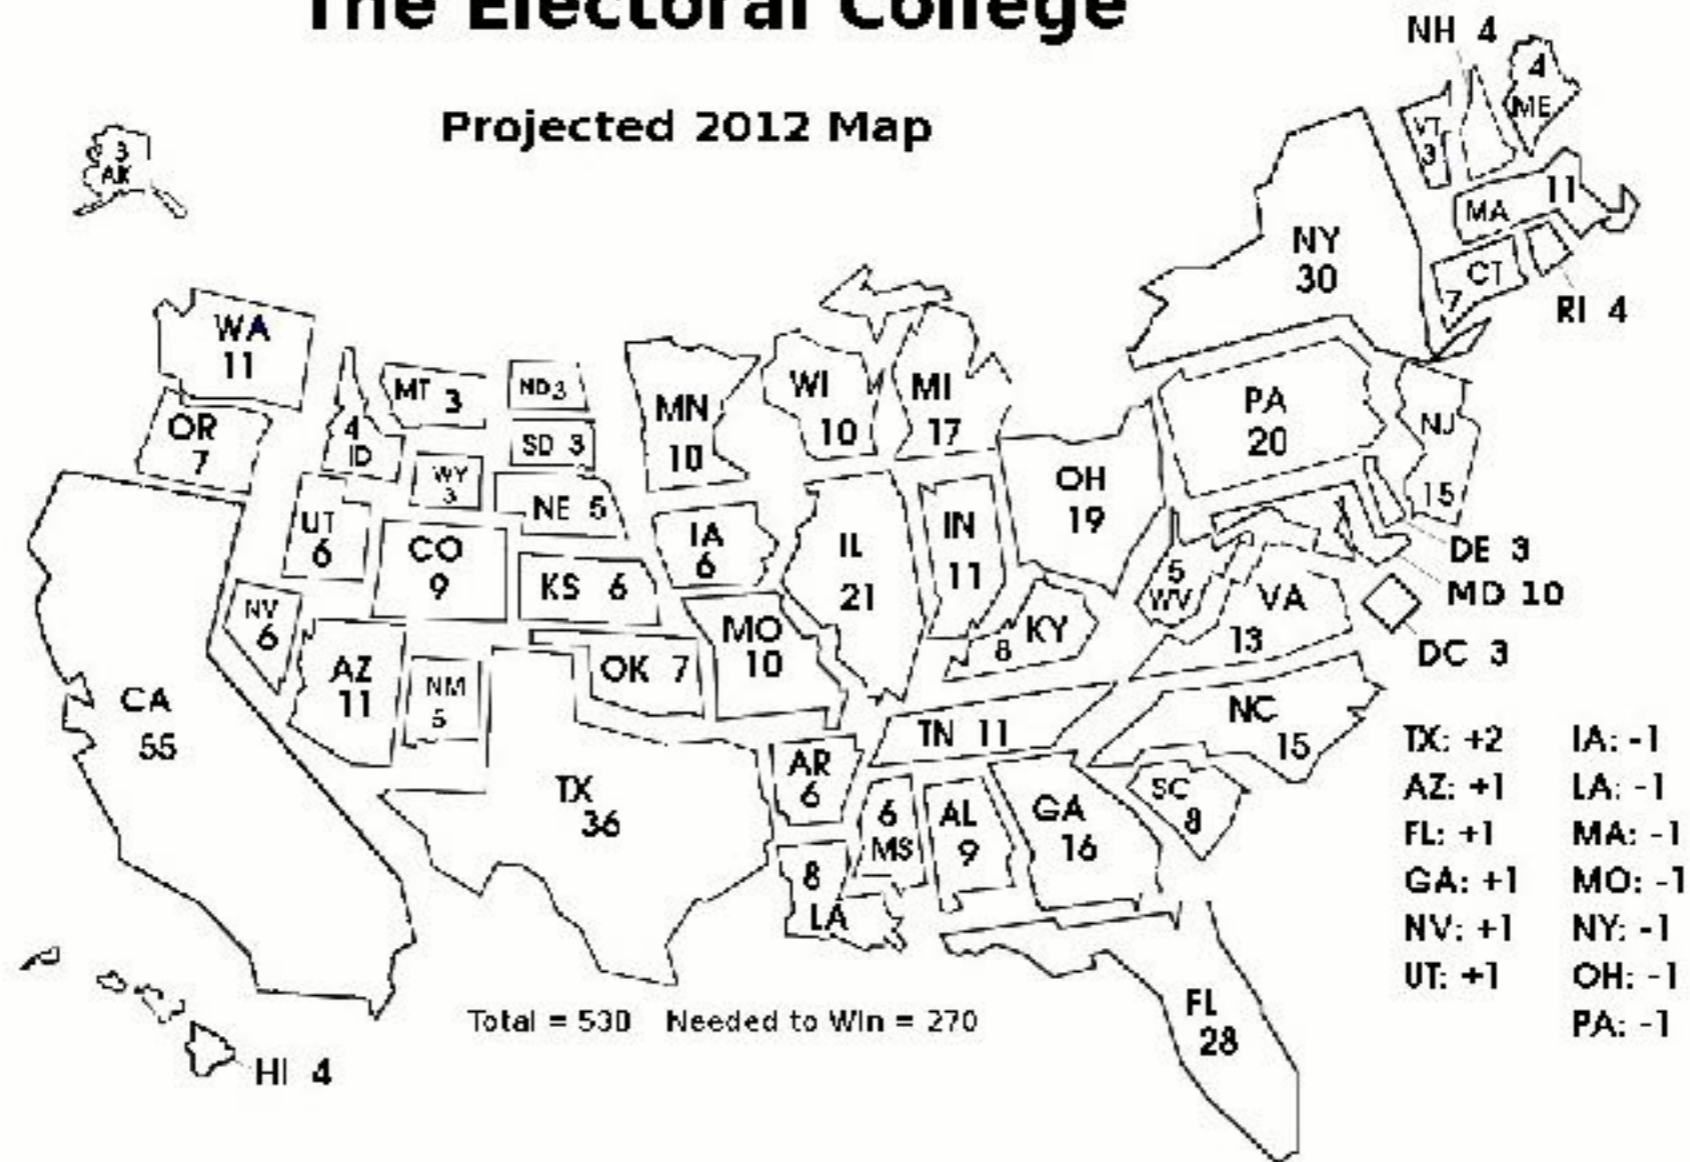 The Electoral College
Projected 2012 Map
NH 4
4
ME
VT
3
3
AK
11
MA
NY
30
CT
7
RI 4
WA
11
MT 3
ND 3
MN
10
WI
10
MI
17
PA
20
NJ
15
OR
7
4
ID
SD 3
WY
3
NE 5
OH
19
UT
6
CO
9
IA
6
IL
21
IN
11
DE 3
KS 6
5
WV
VA
13
MD 10
NV
6
MO
10
8 KY
DC 3
AZ
11
NM
5
OK 7
CA
55
TN 11
NC
15
TX: +2 IA: -1
AR
6
TX
36
6
MS
AL
9
GA
16
SC
8
AZ: +1 LA: -1
FL: +1 MA: -1
8
LA
GA: +1 MO: -1
NV: +1 NY: -1
UT: +1 OH: -1
PA: -1
FL
28
Total = 530 Needed to Win = 270
HI 4